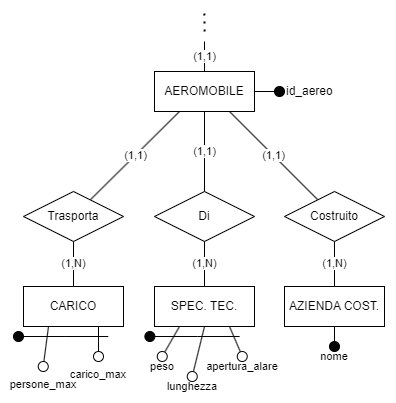 (1,1)
AEROMOBILE
id_aereo
(1,1)
(1,1)
(1,1)
Trasporta
Di
Costruito
(1,N)
(1,N)
(1,N)
CARICO
SPEC. TEC.
AZIENDA COST.
persone_max
carico_max
peso
lunghezza
apertura_alare
nome